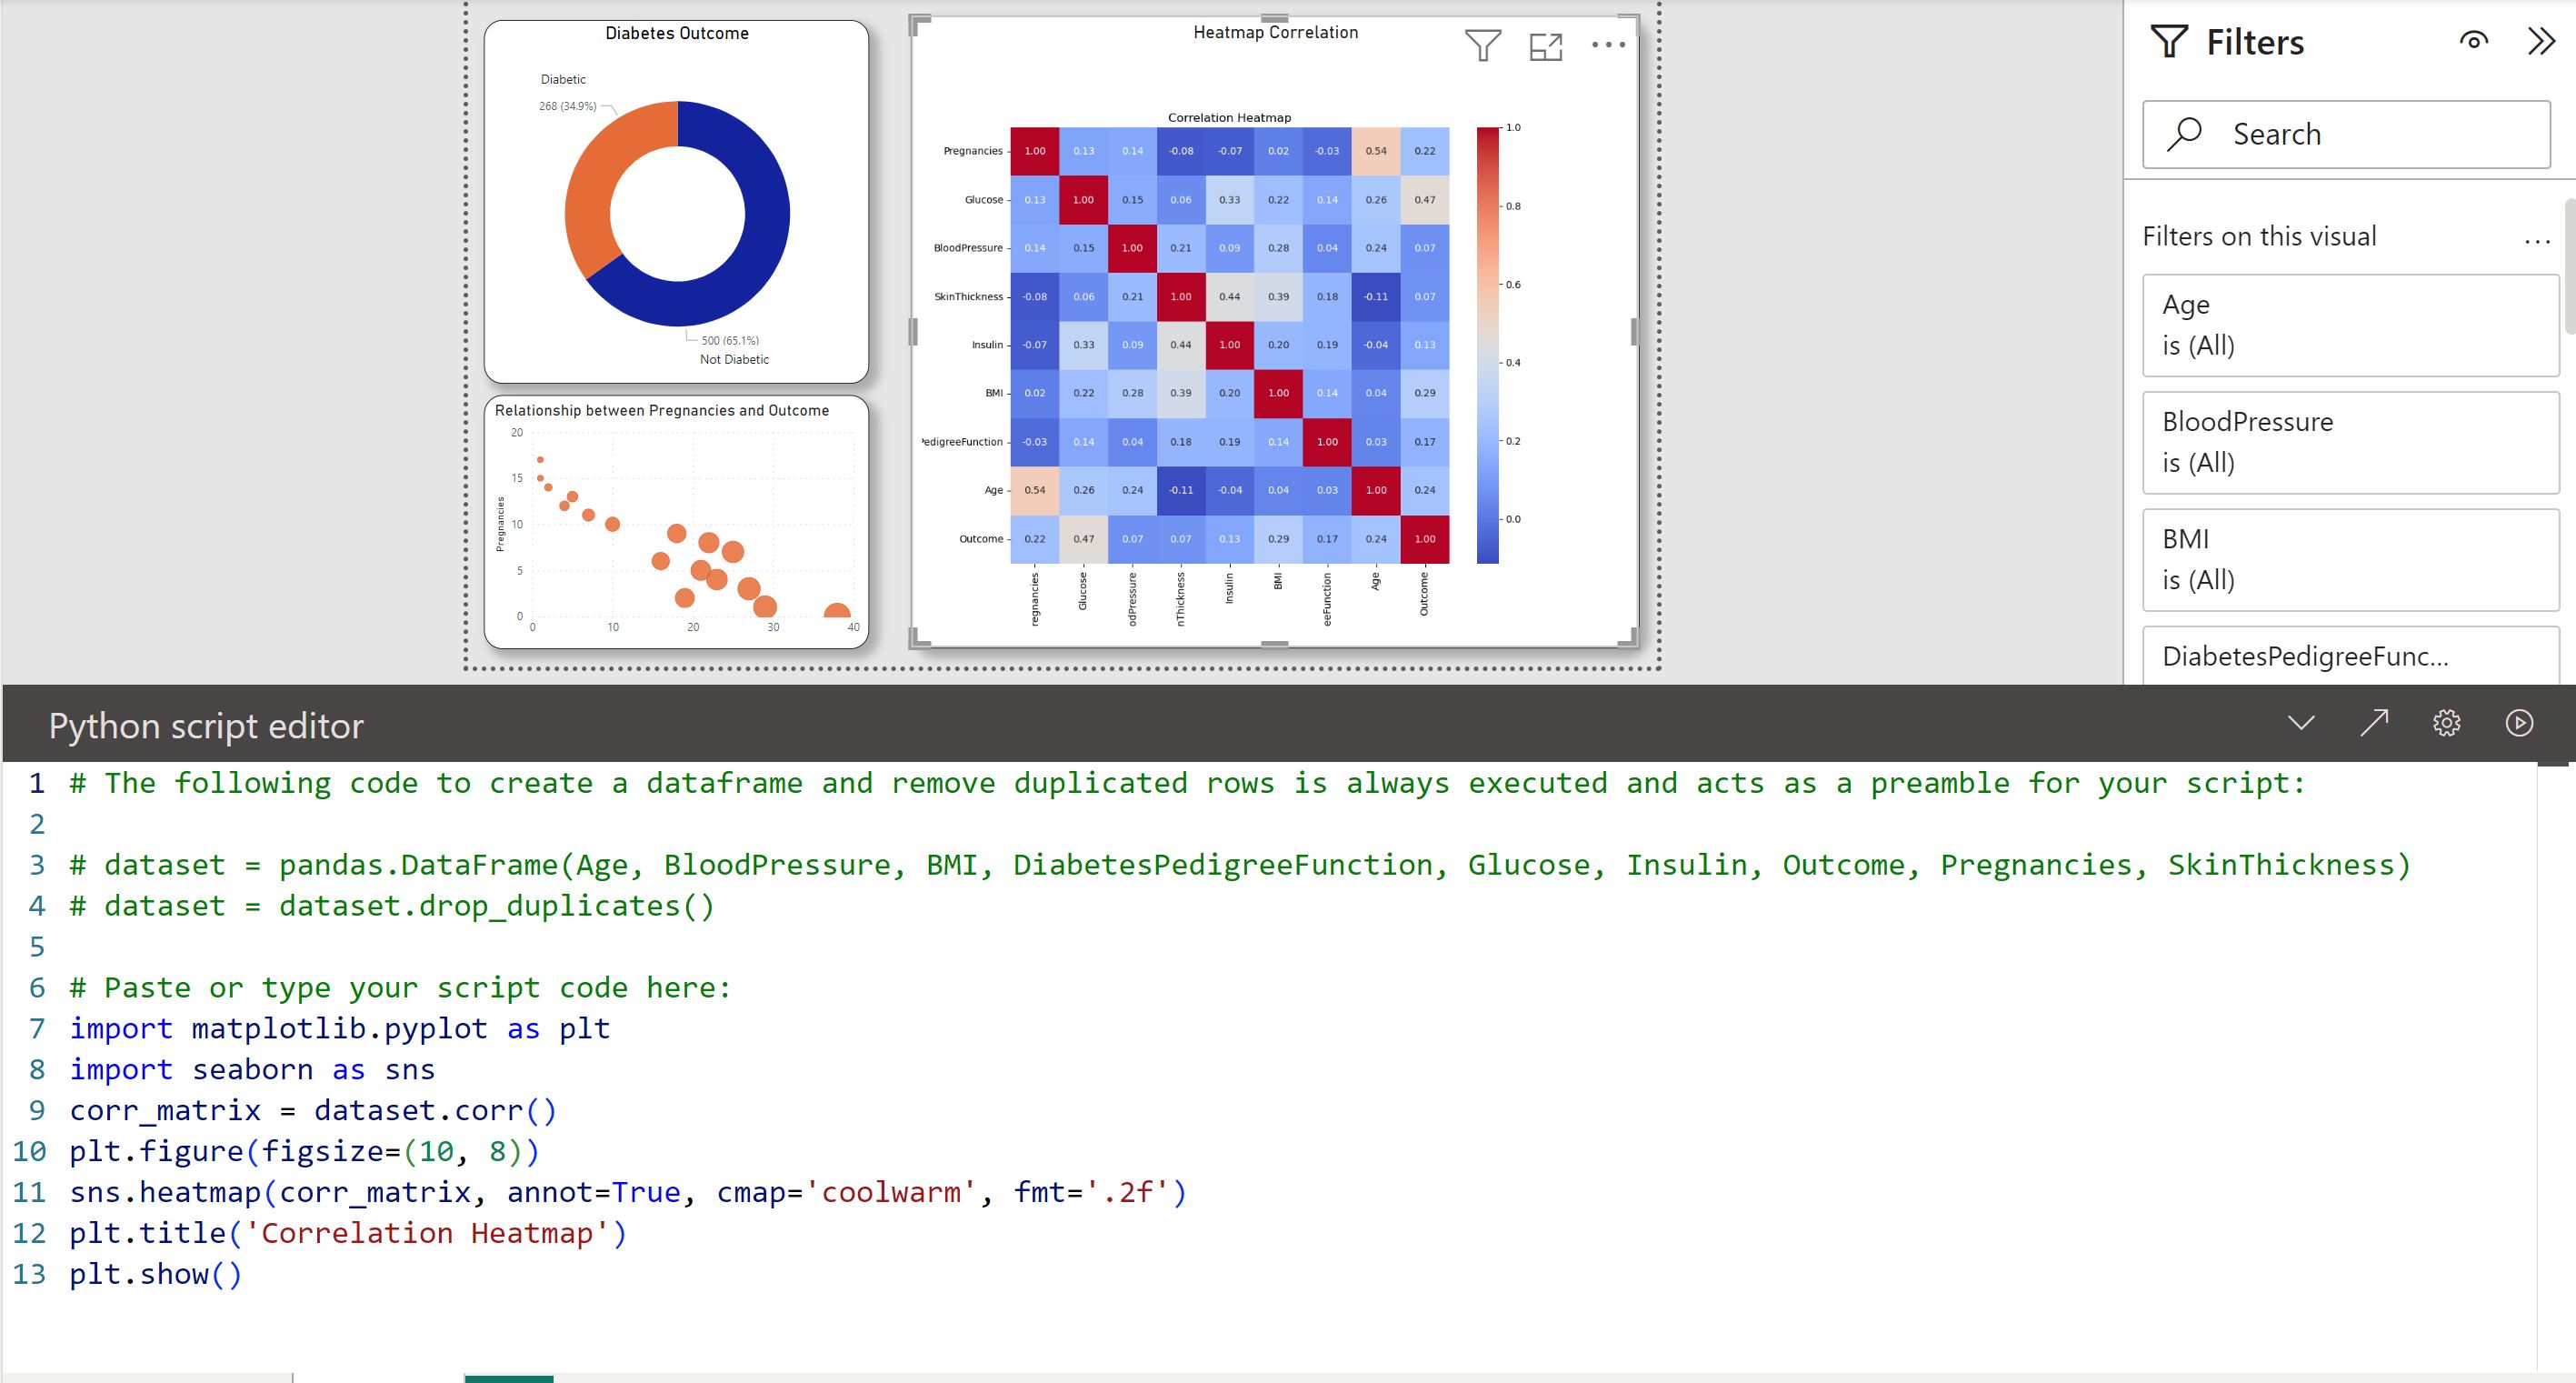 Diabetes Outcome
Diabetic
268 (34.9%)
500 (65.1%)
Not Diabetic
Relationship between Pregnancies and Outcome
Pregnancies
20
15
10
5
0
0 10 20 30 40
Heatmap Correlation
Correlation Heatmap
Pregnancies 1.00 0.13 0.14 -0.08 -0.07 0.02 -0.03 0.54 0.22
Glucose 0.13 1.00 0.15 0.06 0.33 0.22 0.14 0.26 0.47
BloodPressure 0.14 0.15 1.00 0.21 0.09 0.28 0.04 0.24 0.07
SkinThickness -0.08 0.06 0.21 1.00 0.44 0.39 0.18 -0.11 0.07
Insulin -0.07 0.33 0.09 0.44 1.00 0.20 0.19 -0.04 0.13
BMI 0.02 0.22 0.28 0.39 0.20 1.00 0.14 0.04 0.29
PedigreeFunction -0.03 0.14 0.04 0.18 0.19 0.14 1.00 0.03 0.17
Age 0.54 0.26 0.24 -0.11 -0.04 0.04 0.03 1.00 0.24
Outcome 0.22 0.47 0.07 0.07 0.13 0.29 0.17 0.24 1.00
regnancies Glucose odPressure nThickness Insulin BMI eeFunction Age Outcome
1.0
0.8
0.6
0.4
0.2
0.0
Filters
Search
Filters on this visual ...
Age
is (All)
BloodPressure
is (All)
BMI
is (All)
DiabetesPedigreeFunc...
Python script editor
1 # The following code to create a dataframe and remove duplicated rows is always executed and acts as a preamble for your script:
2
3 # dataset = pandas.DataFrame(Age, BloodPressure, BMI, DiabetesPedigreeFunction, Glucose, Insulin, Outcome, Pregnancies, SkinThickness)
4 # dataset = dataset.drop_duplicates()
5
6 # Paste or type your script code here:
7 import matplotlib.pyplot as plt
8 import seaborn as sns
9 corr_matrix = dataset.corr()
10 plt.figure(figsize=(10, 8))
11 sns.heatmap(corr_matrix, annot=True, cmap='coolwarm', fmt='.2f')
12 plt.title('Correlation Heatmap')
13 plt.show()